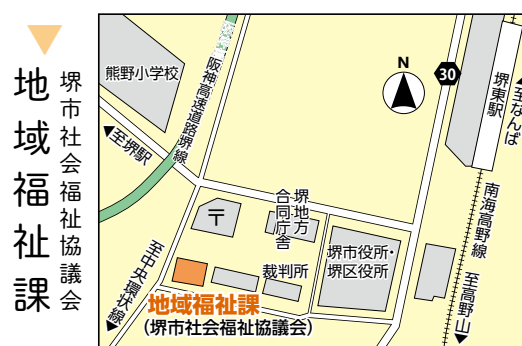 堺市社会福祉協議会
地域福祉課
熊野小学校
阪神高速道路堺線
N
30
堺東駅
▲至なんば
▲至堺駅
南海高野線
至高野山▼
〒
堺地方
合同庁舎
裁判所
堺市役所・
堺区役所
至中央環状線▼
地域福祉課
(堺市社会福祉協議会)